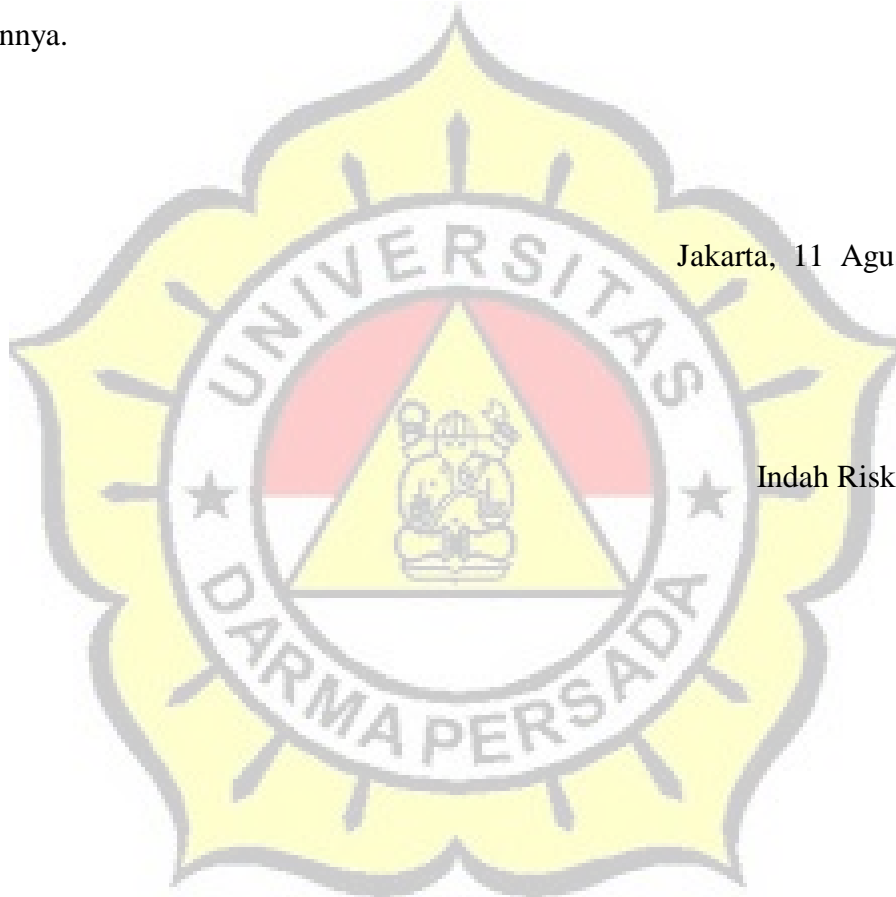 nnya.
Jakarta, 11 Agu
Indah Risk
UNIVERSITAS
DARMA PERSADA